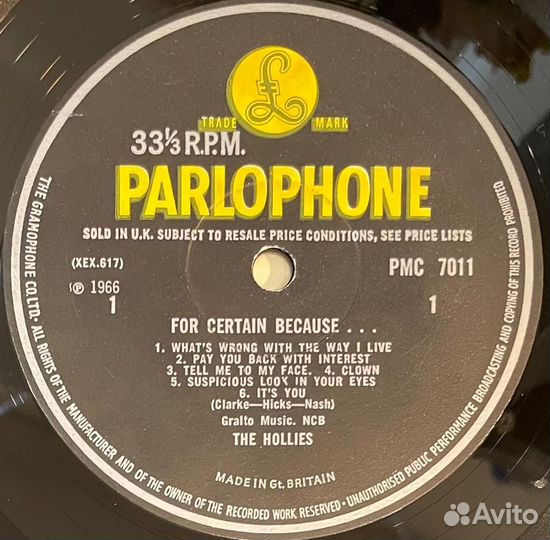 £
TRADE MARK
33⅓ R.P.M.
PARLOPHONE
SOLD IN U.K. SUBJECT TO RESALE PRICE CONDITIONS, SEE PRICE LISTS
(XEX.617)
PMC 7011
℗ 1966
1
1
FOR CERTAIN BECAUSE . . .
1. WHAT'S WRONG WITH THE WAY I LIVE
2. PAY YOU BACK WITH INTEREST
3. TELL ME TO MY FACE. 4. CLOWN
5. SUSPICIOUS LOOK IN YOUR EYES
6. IT'S YOU
(Clarke—Hicks—Nash)
Gralto Music. NCB
THE HOLLIES
MADE IN Gt. BRITAIN
THE GRAMOPHONE CO. LTD. · ALL RIGHTS OF THE MANUFACTURER AND OF THE OWNER OF THE RECORDED WORK RESERVED · UNAUTHORISED PUBLIC PERFORMANCE BROADCASTING AND COPYING OF THIS RECORD PROHIBITED
Avito